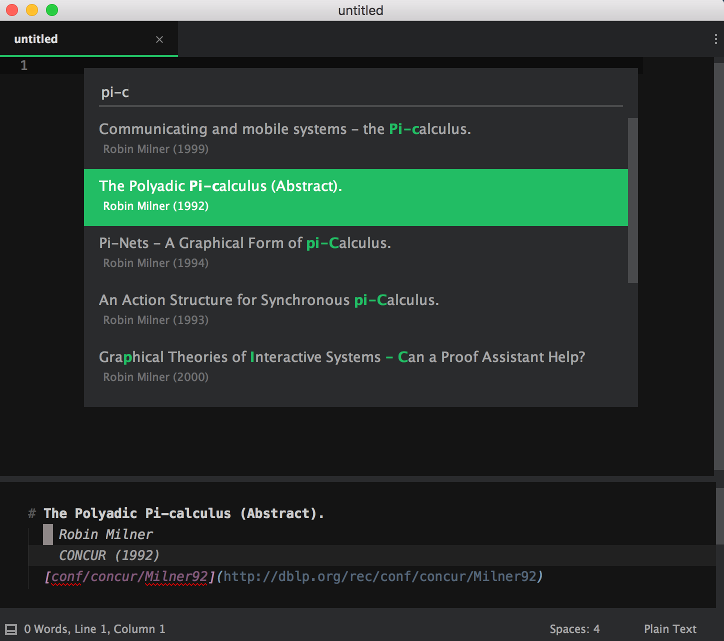 untitled
untitled ×
1
pi-c
Communicating and mobile systems - the Pi-calculus.
Robin Milner (1999)
The Polyadic Pi-calculus (Abstract).
Robin Milner (1992)
Pi-Nets - A Graphical Form of pi-Calculus.
Robin Milner (1994)
An Action Structure for Synchronous pi-Calculus.
Robin Milner (1993)
Graphical Theories of Interactive Systems - Can a Proof Assistant Help?
Robin Milner (2000)
# The Polyadic Pi-calculus (Abstract).
Robin Milner
CONCUR (1992)
[conf/concur/Milner92](http://dblp.org/rec/conf/concur/Milner92)
0 Words, Line 1, Column 1 Spaces: 4 Plain Text